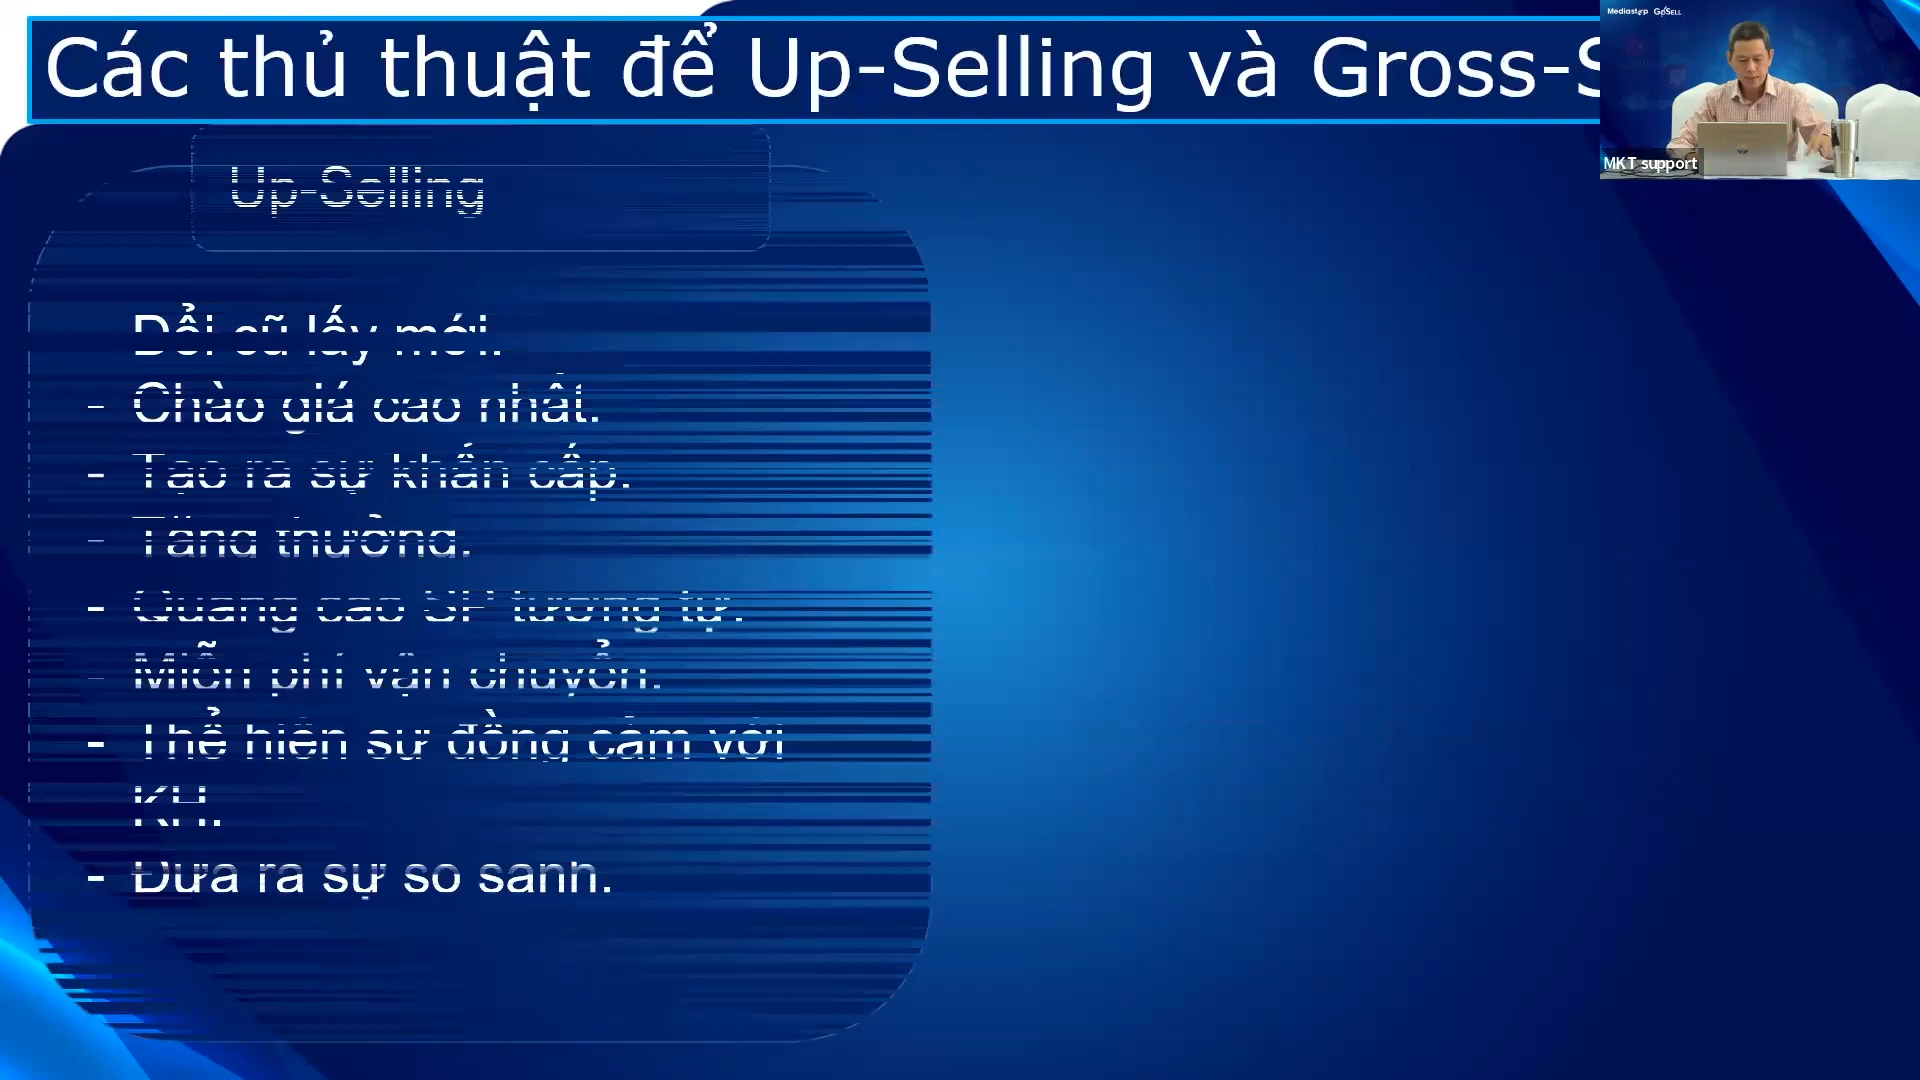 Các thủ thuật để Up-Selling và Gross-S
Mediastep GoSELL
MKT support
Up-Selling
Đổi cũ lấy mới.
- Chào giá cao nhất.
- Tạo ra sự khẩn cấp.
- Tặng thưởng.
- Quảng cáo SP tương tự.
- Miễn phí vận chuyển.
- Thể hiện sự đồng cảm với
KH.
- Đưa ra sự so sánh.